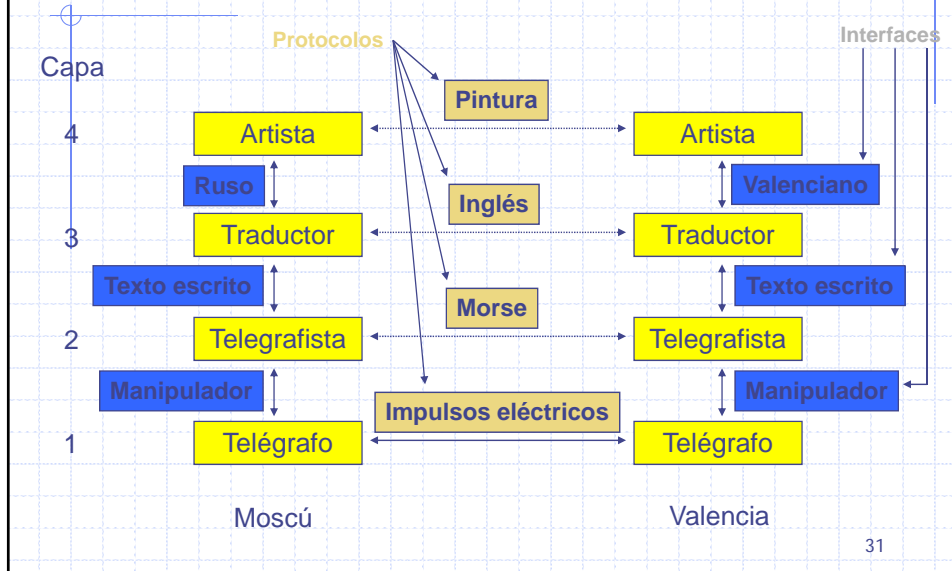 Protocolos
Interfaces
Capa
Pintura
4
Artista
Artista
Ruso
Valenciano
Inglés
3
Traductor
Traductor
Texto escrito
Texto escrito
Morse
2
Telegrafista
Telegrafista
Manipulador
Manipulador
Impulsos eléctricos
1
Telégrafo
Telégrafo
Moscú
Valencia
31